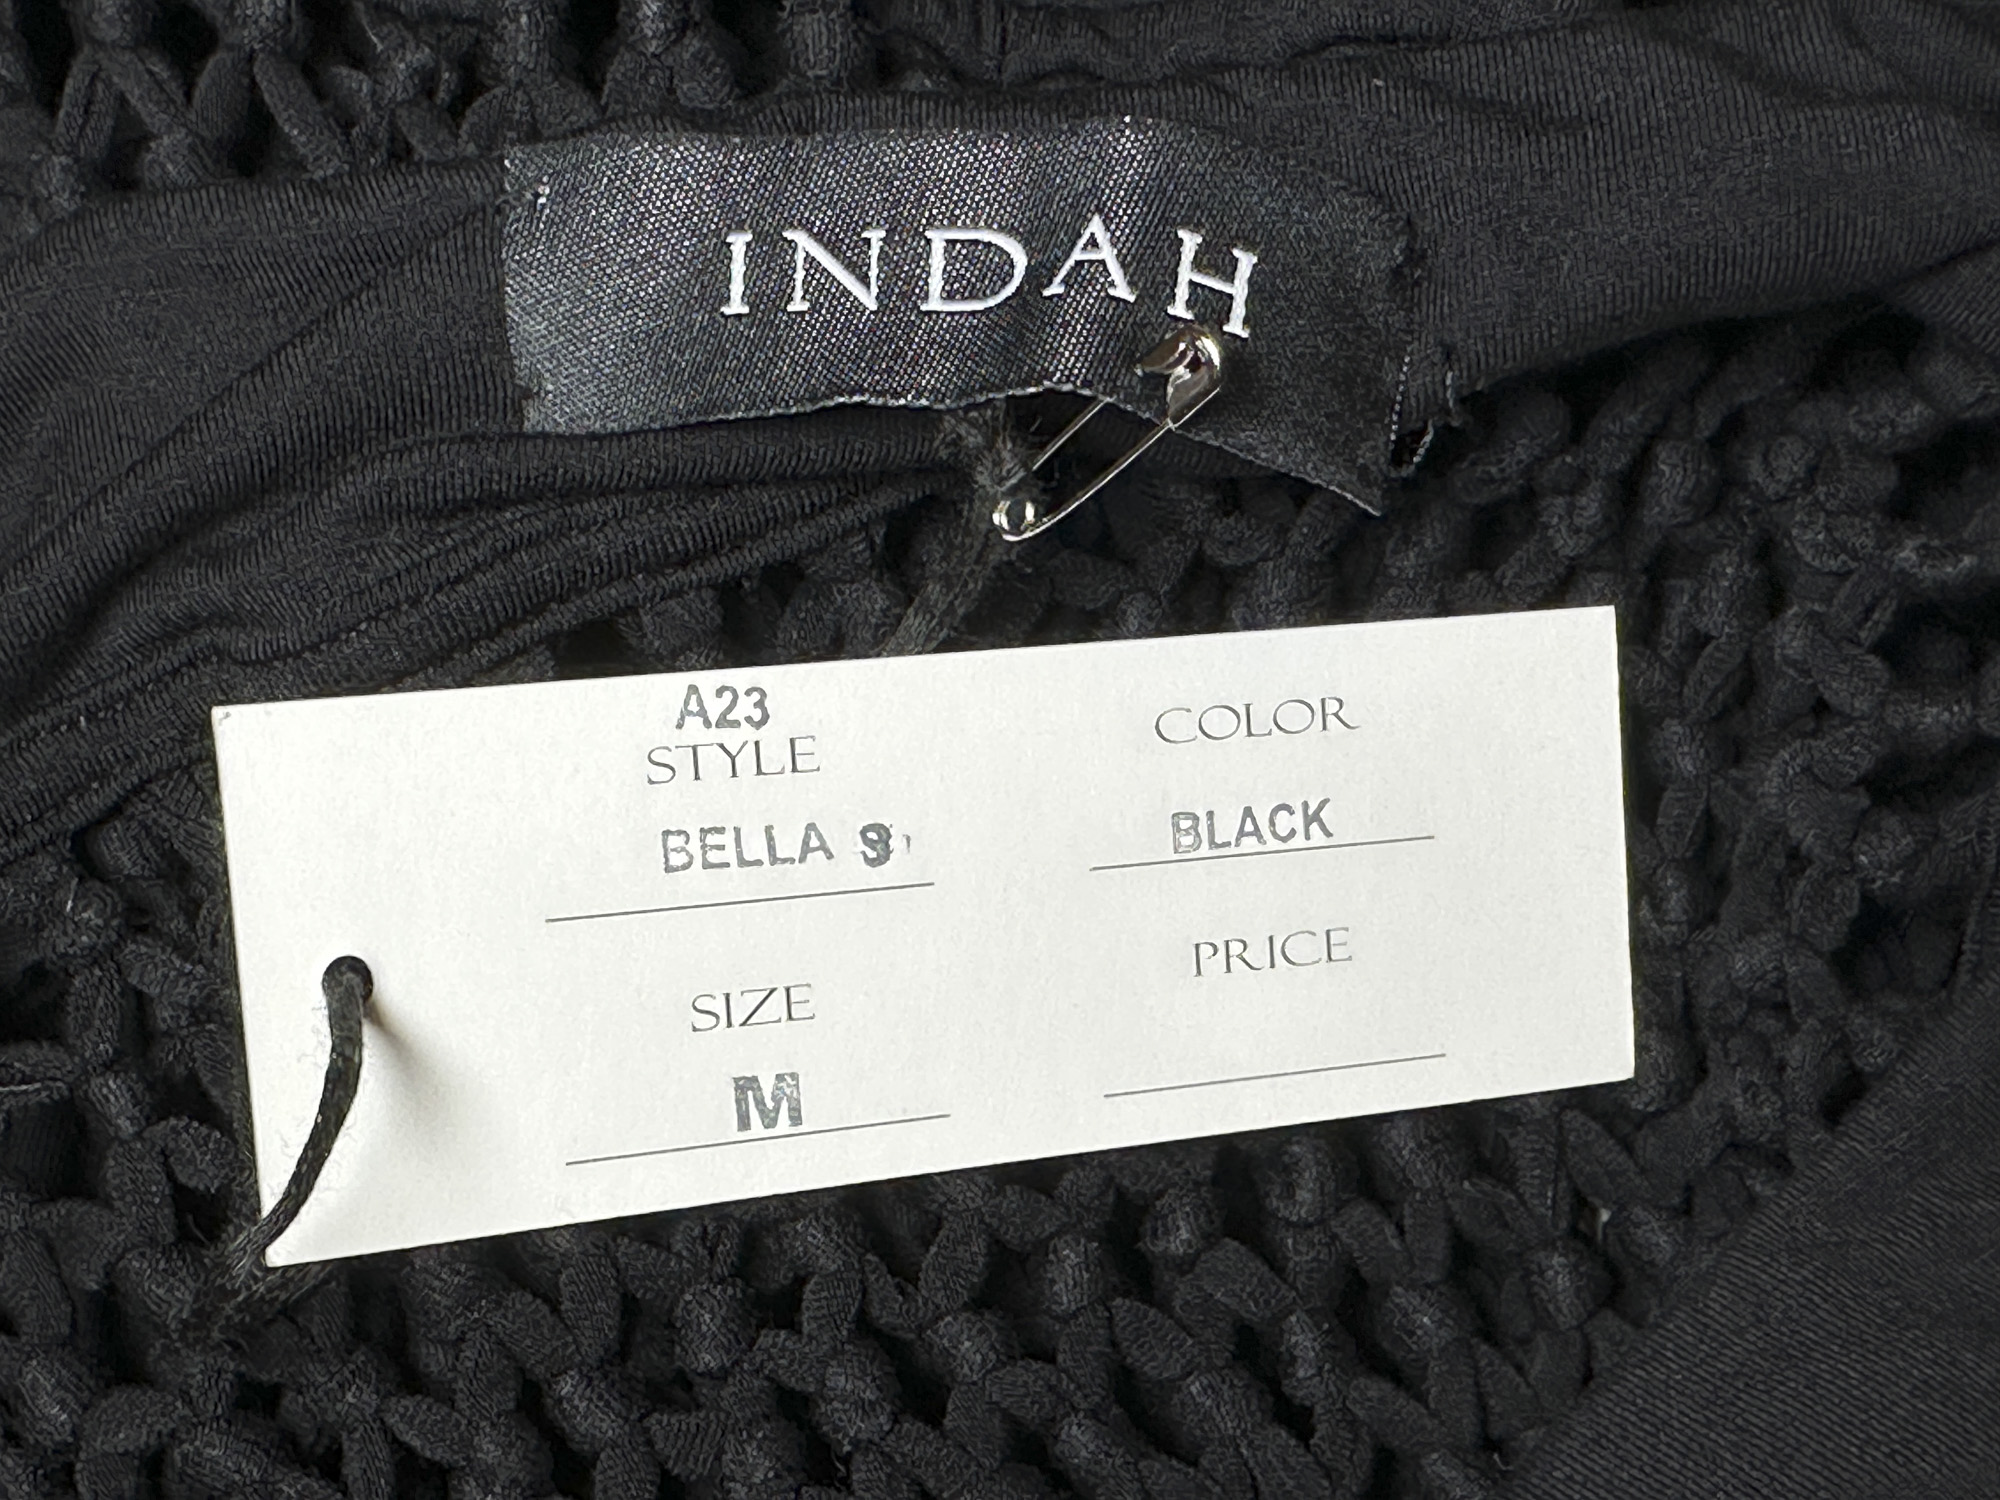 INDAH
A23
STYLE
BELLA S
COLOR
BLACK
SIZE
M
PRICE